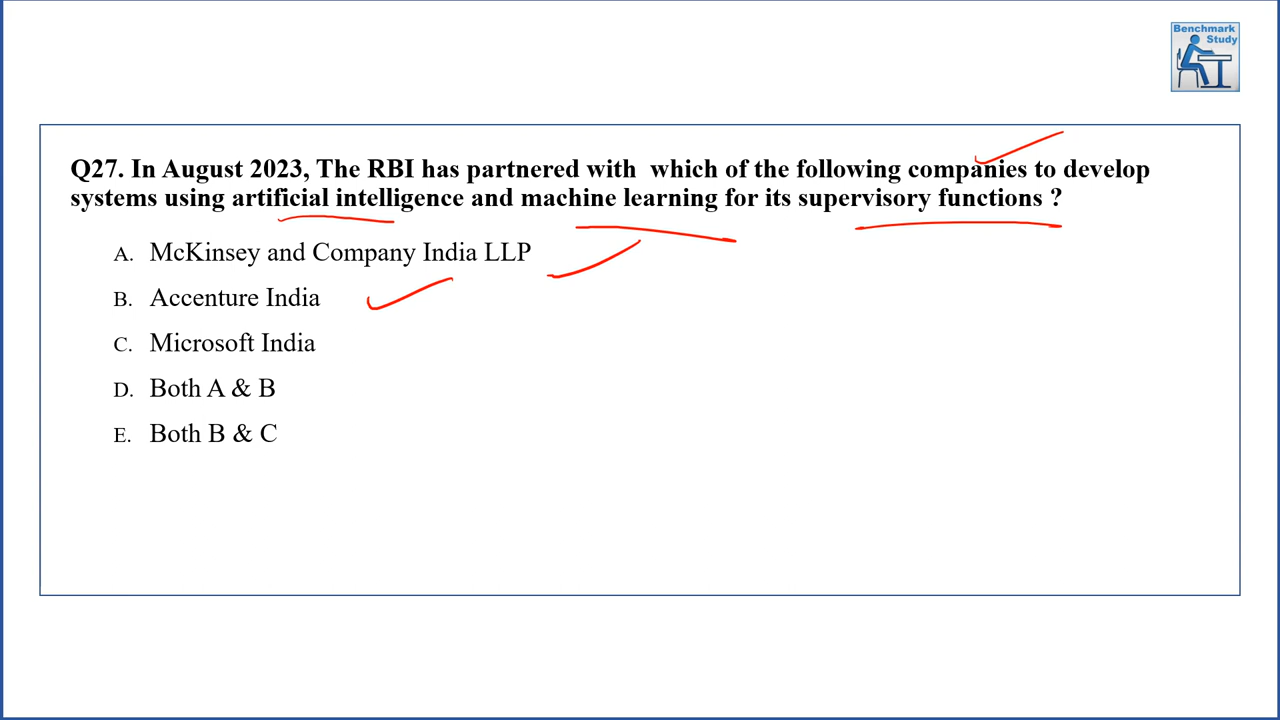 Benchmark
Study
Q27. In August 2023, The RBI has partnered with which of the following companies to develop
systems using artificial intelligence and machine learning for its supervisory functions ?
A. McKinsey and Company India LLP
B. Accenture India
C. Microsoft India
D. Both A & B
E. Both B & C